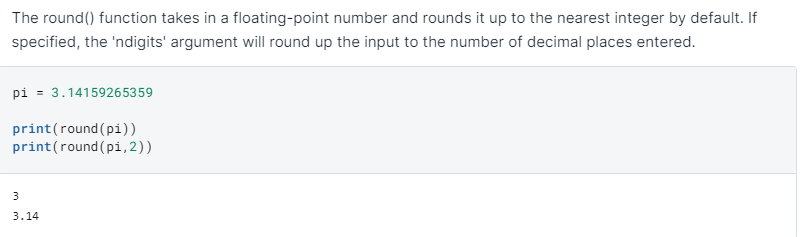 The round() function takes in a floating-point number and rounds it up to the nearest integer by default. If
specified, the 'ndigits' argument will round up the input to the number of decimal places entered.
pi = 3.14159265359
print(round(pi))
print(round(pi,2))
3
3.14